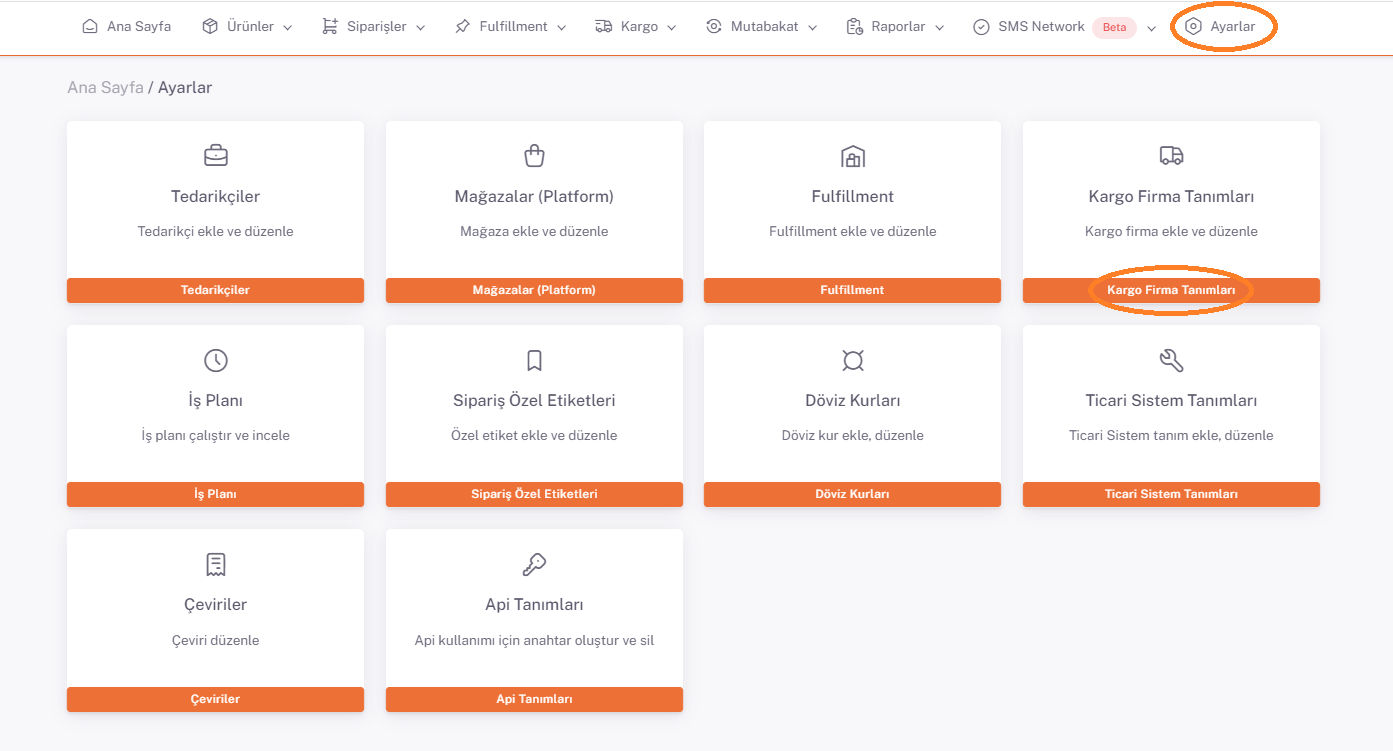 Ana Sayfa Ürünler Siparişler Fulfillment Kargo Mutabakat Raporlar SMS Network Beta Ayarlar
Ana Sayfa / Ayarlar
Tedarikçiler
Tedarikçi ekle ve düzenle
Tedarikçiler
Mağazalar (Platform)
Mağaza ekle ve düzenle
Mağazalar (Platform)
Fulfillment
Fulfillment ekle ve düzenle
Fulfillment
Kargo Firma Tanımları
Kargo firma ekle ve düzenle
Kargo Firma Tanımları
İş Planı
İş planı çalıştır ve incele
İş Planı
Sipariş Özel Etiketleri
Özel etiket ekle ve düzenle
Sipariş Özel Etiketleri
Döviz Kurları
Döviz kur ekle, düzenle
Döviz Kurları
Ticari Sistem Tanımları
Ticari Sistem tanım ekle, düzenle
Ticari Sistem Tanımları
Çeviriler
Çeviri düzenle
Çeviriler
Api Tanımları
Api kullanımı için anahtar oluştur ve sil
Api Tanımları